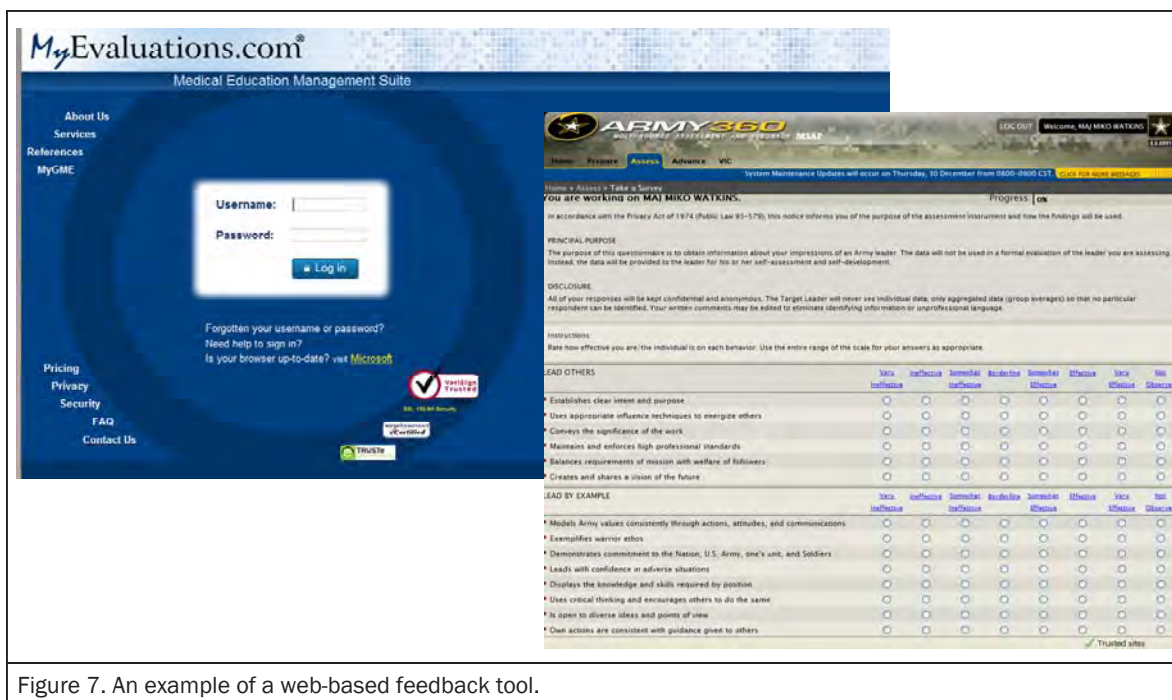 MyEvaluations.com®
Medical Education Management Suite
About Us
Services
References
MyGME
Username:
Password:
Log in
Forgotten your username or password?
Need help to sign in?
Is your browser up-to-date? visit Microsoft
Pricing
Privacy
Security
FAQ
Contact Us
VeriSign
Trusted
TRUSTe
ARMY360
MULTI-SOURCE ASSESSMENT AND FEEDBACK MSAF
LOG OUT Welcome, MAJ MIKO WATKINS
Home Prepare Assess Advance VIC
System Maintenance Updates will occur on Thursday, 30 December from 0800-0900 CST. CLICK FOR MORE MESSAGES
Home > Assess > Take a Survey
You are working on MAJ MIKO WATKINS. Progress 0%
In accordance with the Privacy Act of 1974 (Public Law 93-579), this notice informs you of the purpose of the assessment instrument and how the findings will be used.
PRINCIPAL PURPOSE
The purpose of this questionnaire is to obtain information about your impressions of an Army leader. The data will not be used in a formal evaluation of the leader you are assessing.
Instead, the data will be provided to the leader for his or her self-assessment and self-development.
DISCLOSURE
All of your responses will be kept confidential and anonymous. The Target Leader will never see individual data, only aggregated data (group averages) so that no particular
respondent can be identified. Your written comments may be edited to eliminate identifying information or unprofessional language.
Instructions
Rate how effective you are/the individual is on each behavior. Use the entire range of the scale for your answers as appropriate.
LEAD OTHERS Very Ineffective Somewhat Borderline Somewhat Effective Very Not
Ineffective Ineffective Effective Effective
* Establishes clear intent and purpose
* Uses appropriate influence techniques to energize others
* Conveys the significance of the work
* Maintains and enforces high professional standards
* Balances requirements of mission with welfare of followers
* Creates and shares a vision of the future
LEAD BY EXAMPLE Very Ineffective Somewhat Borderline Somewhat Effective Very Not
Ineffective Ineffective Effective Effective
* Models Army values consistently through actions, attitudes, and communications
* Exemplifies warrior ethos
* Demonstrates commitment to the Nation, U.S. Army, one's unit, and Soldiers
* Leads with confidence in adverse situations
* Displays the knowledge and skills required by position
* Uses critical thinking and encourages others to do the same
* Is open to diverse ideas and points of view
* Own actions are consistent with guidance given to others
Trusted sites
Figure 7. An example of a web-based feedback tool.